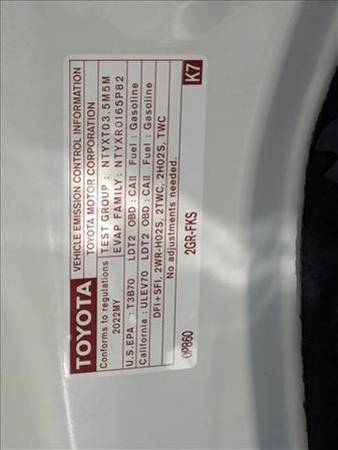 TOYOTA
VEHICLE EMISSION CONTROL INFORMATION
TOYOTA MOTOR CORPORATION
Conforms to regulations
2022MY
TEST GROUP : NTYXT03.5M5M
EVAP FAMILY: NTYXR0165P82
U.S.EPA : T3B70 LDT2 OBD : CAII Fuel : Gasoline
California : ULEV70 LDT2 OBD : CAII Fuel : Gasoline
DFI+SFI, 2WR-HO2S, 2TWC, 2HO2S, TWC
No adjustments needed.
0P860
2GR-FKS
K7